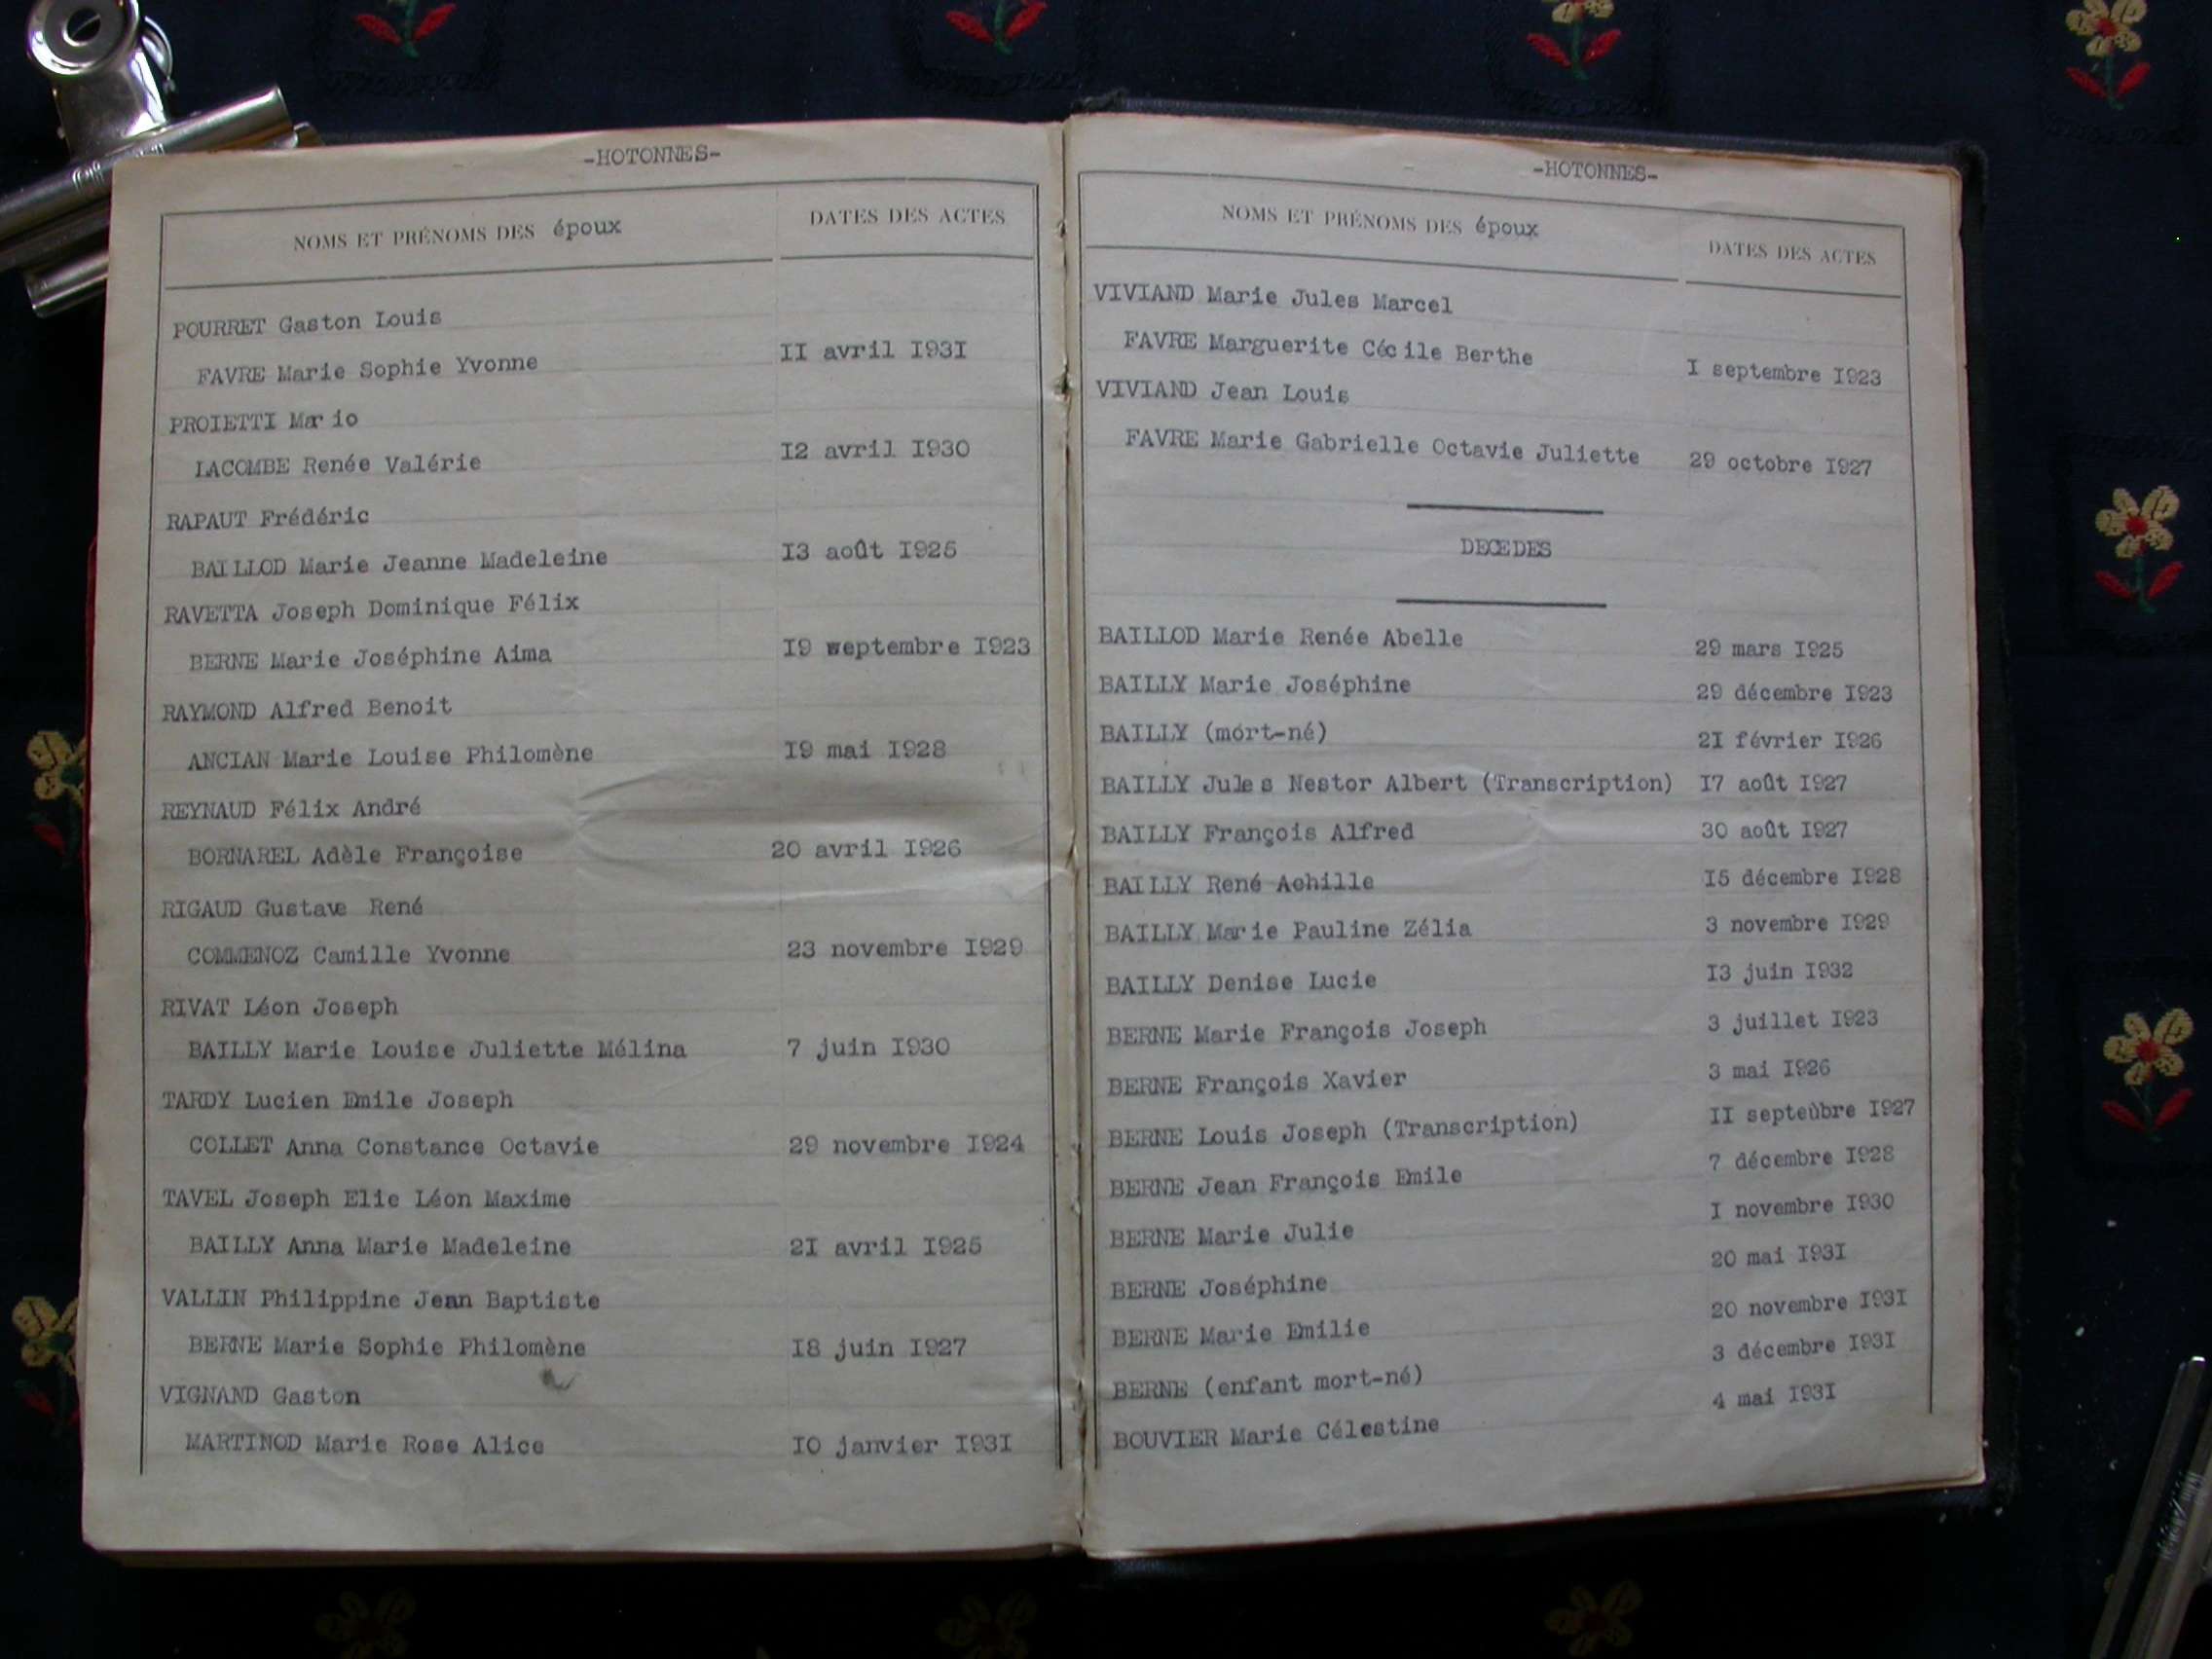 -HOTONNES-
NOMS ET PRÉNOMS DES époux DATES DES ACTES
POURRET Gaston Louis
FAVRE Marie Sophie Yvonne II avril I93I
PROIETTI Mario
LACOMBE Renée Valérie I2 avril I930
RAPAUT Frédéric
BAILLOD Marie Jeanne Madeleine I3 août I925
RAVETTA Joseph Dominique Félix
BERNE Marie Joséphine Aima I9 septembre I923
RAYMOND Alfred Benoit
ANCIAN Marie Louise Philomène I9 mai I928
REYNAUD Félix André
BORNAREL Adèle Françoise 20 avril I926
RIGAUD Gustave René
COMMENOZ Camille Yvonne 23 novembre I929
RIVAT Léon Joseph
BAILLY Marie Louise Juliette Mélina 7 juin I930
TARDY Lucien Emile Joseph
COLLET Anna Constance Octavie 29 novembre I924
TAVEL Joseph Elie Léon Maxime
BAILLY Anna Marie Madeleine 2I avril I925
VALLIN Philippine Jean Baptiste
BERNE Marie Sophie Philomène I8 juin I927
VIGNAND Gaston
MARTINOD Marie Rose Alice I0 janvier I93I
-HOTONNES-
NOMS ET PRÉNOMS DES époux DATES DES ACTES
VIVIAND Marie Jules Marcel
FAVRE Marguerite Cécile Berthe I septembre I923
VIVIAND Jean Louis
FAVRE Marie Gabrielle Octavie Juliette 29 octobre I927
DECEDES
BAILLOD Marie Renée Abelle 29 mars I925
BAILLY Marie Joséphine 29 décembre I923
BAILLY (mort-né) 2I février I926
BAILLY Jules Nestor Albert (Transcription) I7 août I927
BAILLY François Alfred 30 août I927
BAILLY René Achille I5 décembre I928
BAILLY Marie Pauline Zélia 3 novembre I929
BAILLY Denise Lucie I3 juin I932
BERNE Marie François Joseph 3 juillet I923
BERNE François Xavier 3 mai I926
BERNE Louis Joseph (Transcription) II septeùbre I927
BERNE Jean François Emile 7 décembre I928
BERNE Marie Julie I novembre I930
BERNE Joséphine 20 mai I93I
BERNE Marie Emilie 20 novembre I93I
BERNE (enfant mort-né) 3 décembre I93I
BOUVIER Marie Célestine 4 mai I93I